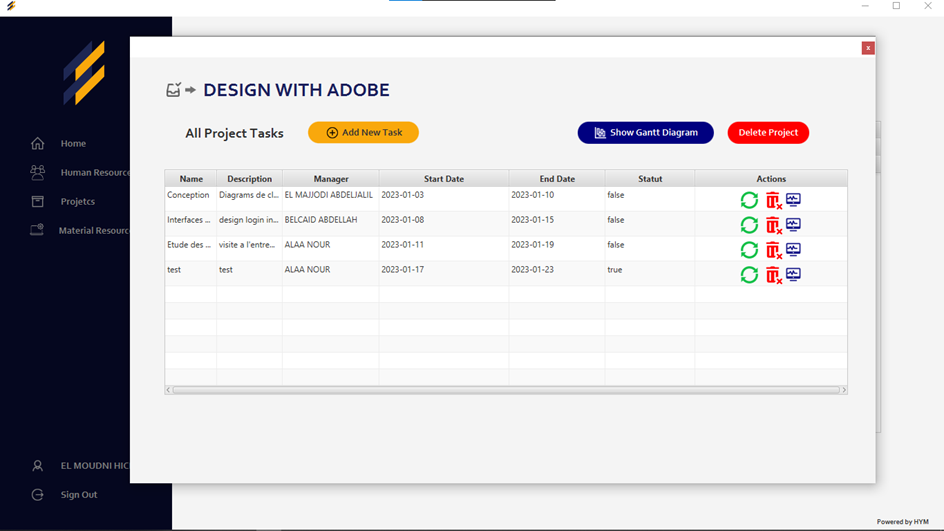 x
DESIGN WITH ADOBE
All Project Tasks
Add New Task
Show Gantt Diagram
Delete Project
Home
Human Resource
Projetcs
Material Resourc
Name Description Manager Start Date End Date Statut Actions
Conception Diagrams de cl... EL MAJJODI ABDELJALIL 2023-01-03 2023-01-10 false
Interfaces ... design login in... BELCAID ABDELLAH 2023-01-08 2023-01-15 false
Etude des ... visite a l'entre... ALAA NOUR 2023-01-11 2023-01-19 false
test test ALAA NOUR 2023-01-17 2023-01-23 true
EL MOUDNI HIC
Sign Out
Powered by HYM